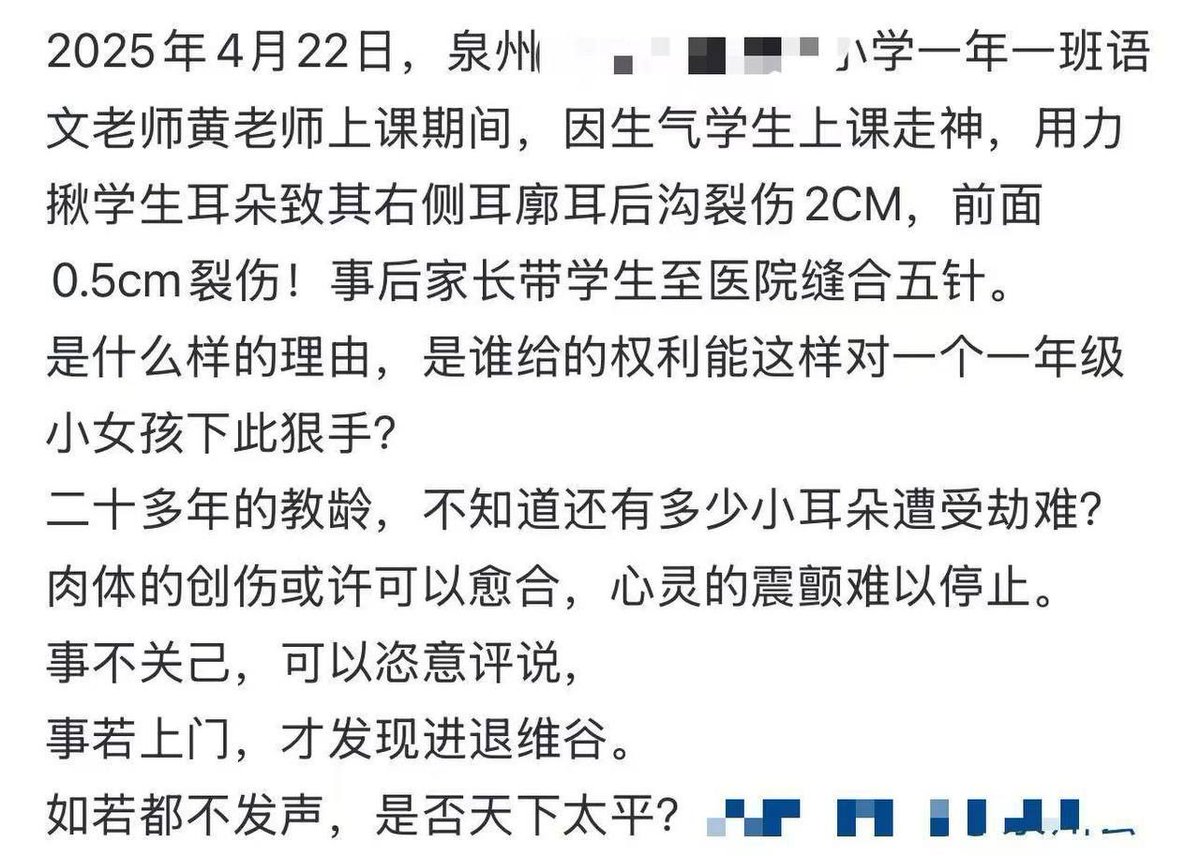 2025年4月22日，泉州 小学一年一班语
文老师黄老师上课期间，因生气学生上课走神，用力
揪学生耳朵致其右侧耳廓耳后沟裂伤2CM，前面
0.5cm裂伤！事后家长带学生至医院缝合五针。
是什么样的理由，是谁给的权利能这样对一个一年级
小女孩下此狠手？
二十多年的教龄，不知道还有多少小耳朵遭受劫难？
肉体的创伤或许可以愈合，心灵的震颤难以停止。
事不关己，可以恣意评说，
事若上门，才发现进退维谷。
如若都不发声，是否天下太平？